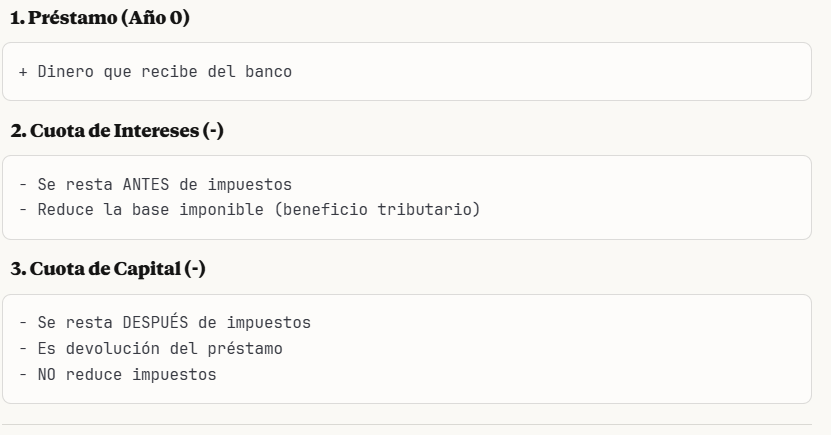 1. Préstamo (Año 0)
+ Dinero que recibe del banco
2. Cuota de Intereses (-)
- Se resta ANTES de impuestos
- Reduce la base imponible (beneficio tributario)
3. Cuota de Capital (-)
- Se resta DESPUÉS de impuestos
- Es devolución del préstamo
- NO reduce impuestos